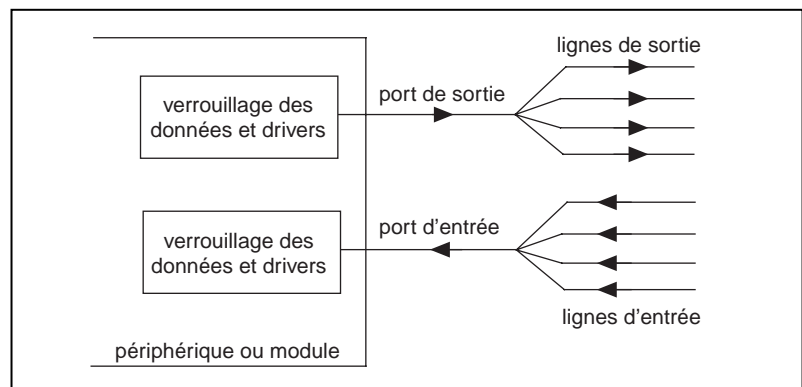 lignes de sortie
verrouillage des
données et drivers
port de sortie
verrouillage des
données et drivers
port d'entrée
lignes d'entrée
périphérique ou module